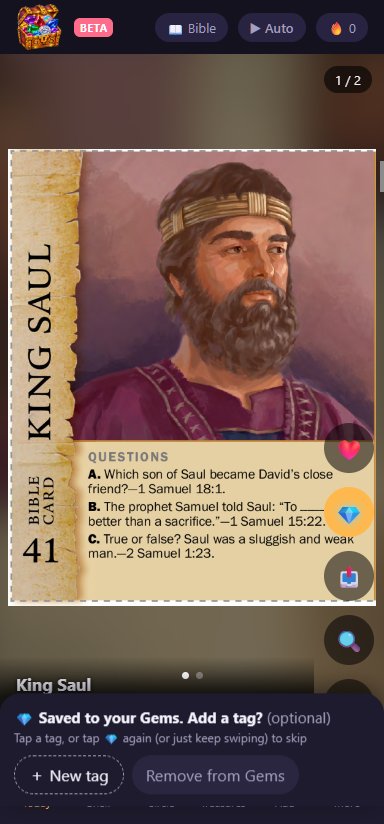 BETA
Bible
Auto
0
1 / 2
KING SAUL
BIBLE
CARD
41
QUESTIONS
A. Which son of Saul became David's close
friend?—1 Samuel 18:1.
B. The prophet Samuel told Saul: “To ____
better than a sacrifice.”—1 Samuel 15:22.
C. True or false? Saul was a sluggish and weak
man.—2 Samuel 1:23.
King Saul
Saved to your Gems. Add a tag? (optional)
Tap a tag, or tap 💎 again (or just keep swiping) to skip
+ New tag
Remove from Gems